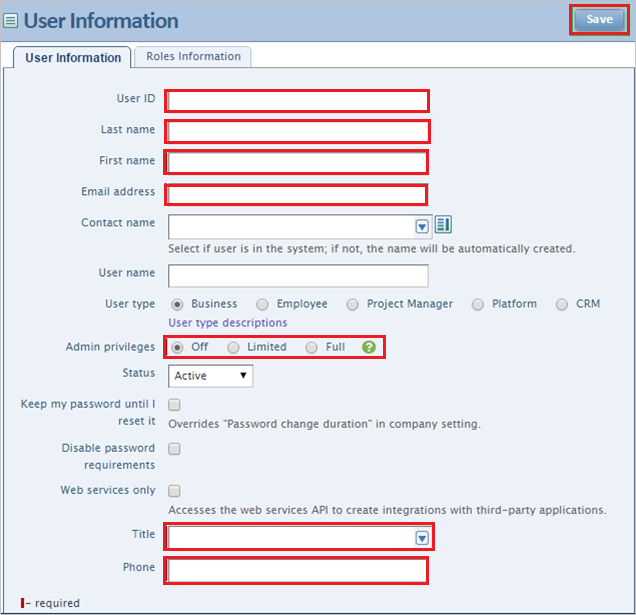 User Information
Save
User Information
Roles Information
User ID
Last name
First name
Email address
Contact name
Select if user is in the system; if not, the name will be automatically created.
User name
User type Business Employee Project Manager Platform CRM
User type descriptions
Admin privileges Off Limited Full ?
Status Active
Keep my password until I
reset it
Overrides "Password change duration" in company setting.
Disable password
requirements
Web services only
Accesses the web services API to create integrations with third-party applications.
Title
Phone
- required